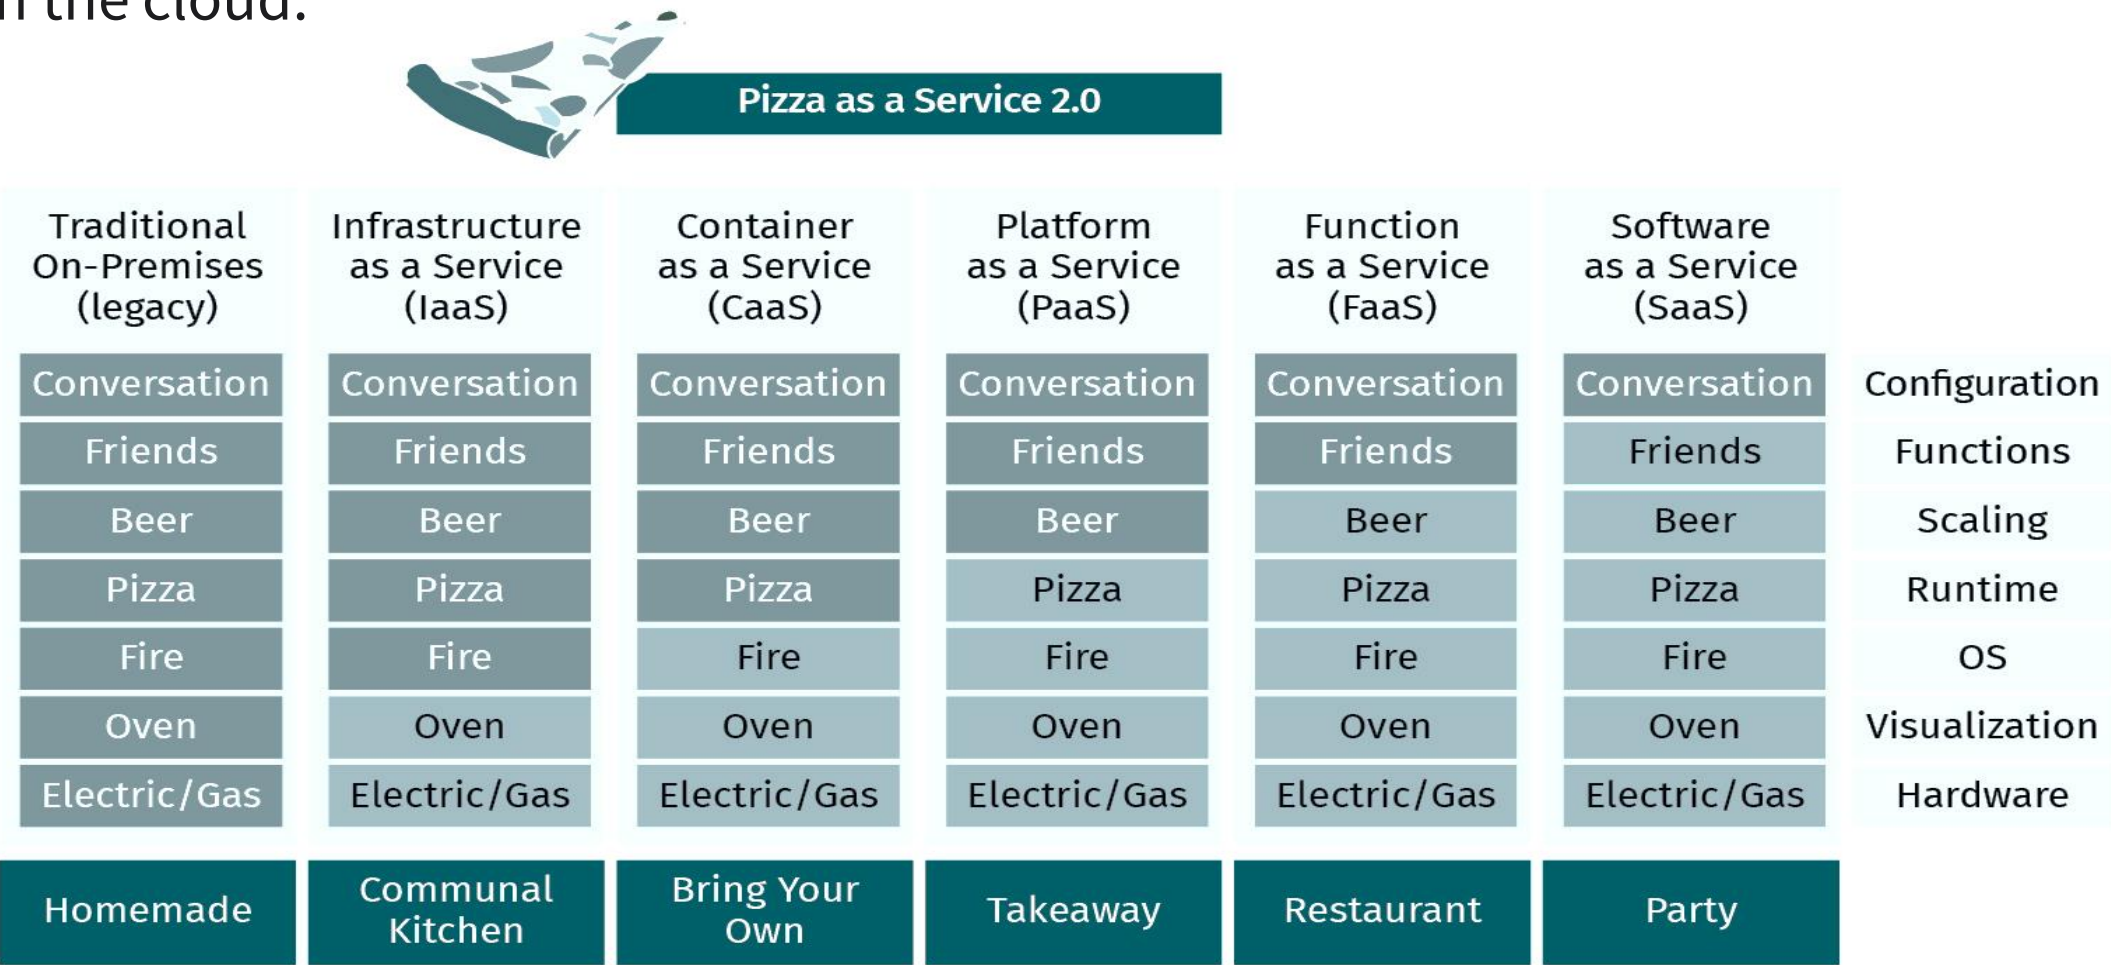 n the cloud.
Pizza as a Service 2.0
Traditional On-Premises (legacy)
Infrastructure as a Service (IaaS)
Container as a Service (CaaS)
Platform as a Service (PaaS)
Function as a Service (FaaS)
Software as a Service (SaaS)
Conversation Conversation Conversation Conversation Conversation Conversation Configuration
Friends Friends Friends Friends Friends Friends Functions
Beer Beer Beer Beer Beer Beer Scaling
Pizza Pizza Pizza Pizza Pizza Pizza Runtime
Fire Fire Fire Fire Fire Fire OS
Oven Oven Oven Oven Oven Oven Visualization
Electric/Gas Electric/Gas Electric/Gas Electric/Gas Electric/Gas Electric/Gas Hardware
Homemade
Communal Kitchen
Bring Your Own
Takeaway
Restaurant
Party